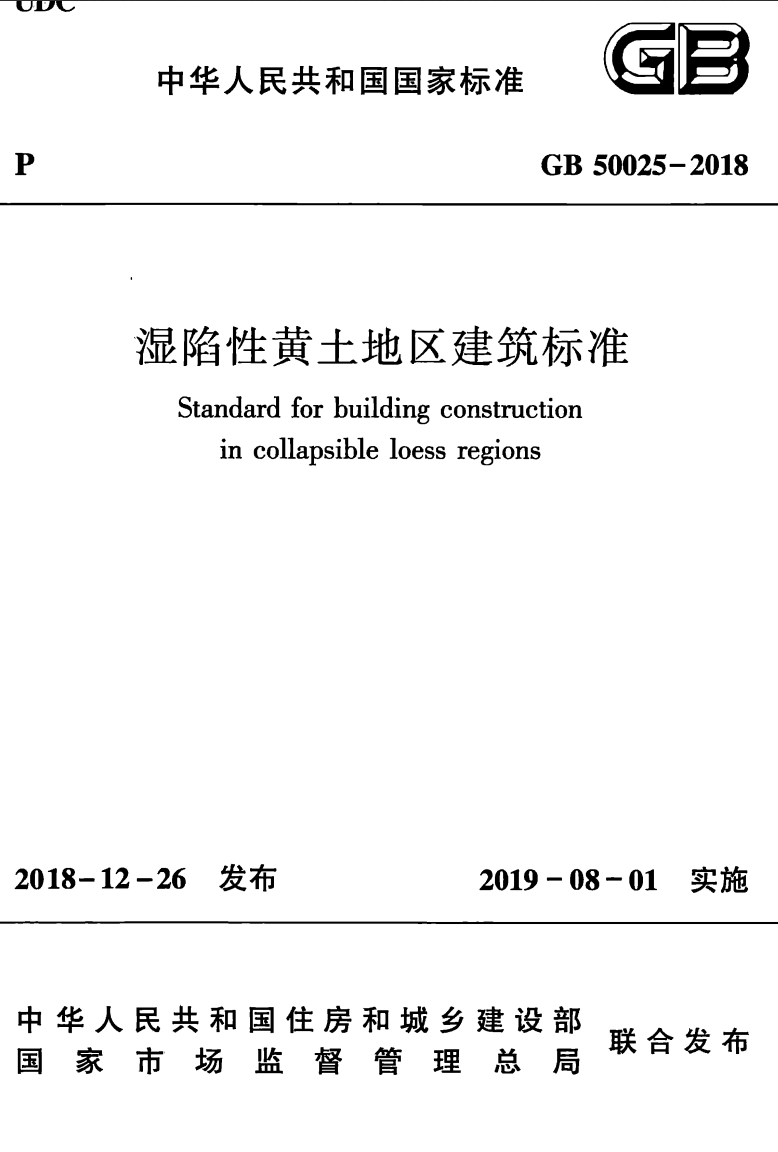 UDC
中华人民共和国国家标准
GB
P
GB 50025-2018
湿陷性黄土地区建筑标准
Standard for building construction
in collapsible loess regions
2018-12-26 发布
2019-08-01 实施
中华人民共和国住房和城乡建设部
国家市场监督管理总局
联合发布